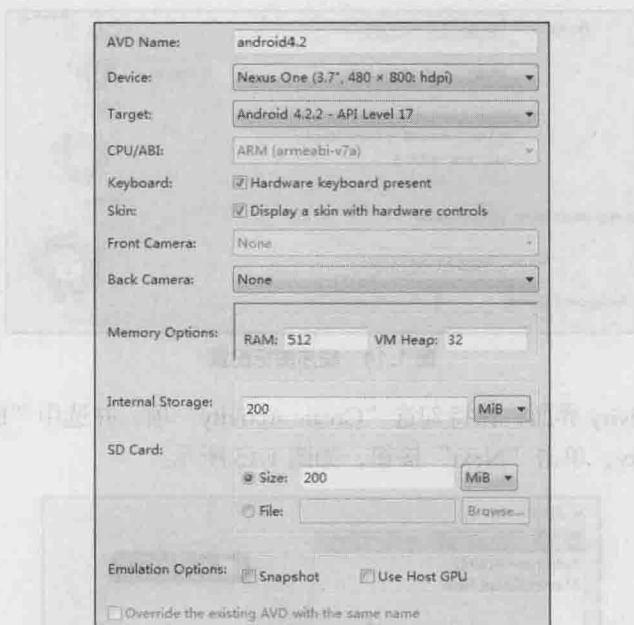 AVD Name: android4.2
Device: Nexus One (3.7", 480 × 800: hdpi)
Target: Android 4.2.2 - API Level 17
CPU/ABI: ARM (armeabi-v7a)
Keyboard: Hardware keyboard present
Skin: Display a skin with hardware controls
Front Camera: None
Back Camera: None
Memory Options: RAM: 512 VM Heap: 32
Internal Storage: 200 MiB
SD Card:
Size: 200 MiB
File: Browse...
Emulation Options: Snapshot Use Host GPU
Override the existing AVD with the same name